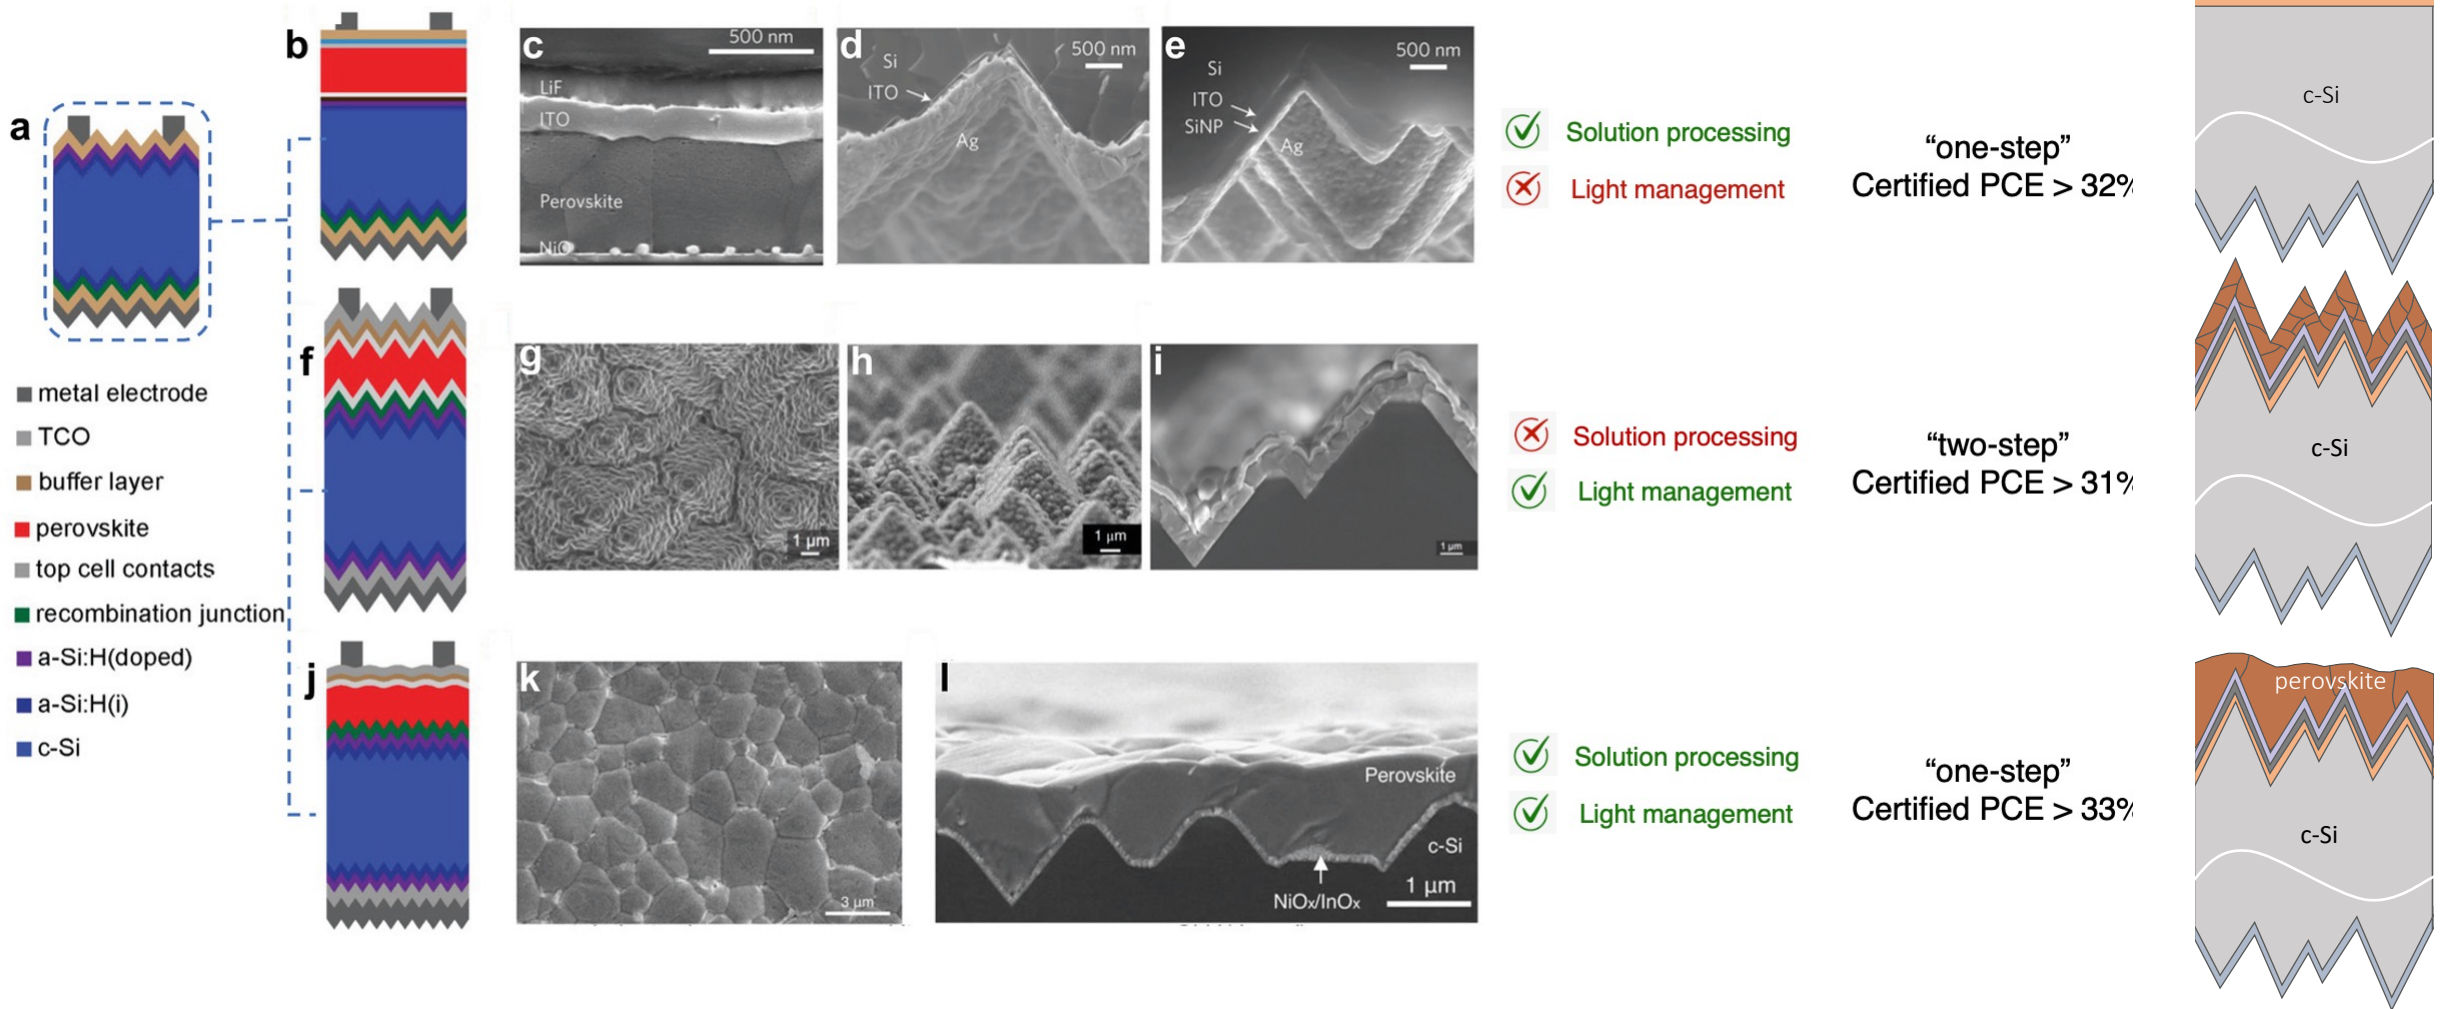 a
metal electrode
TCO
buffer layer
perovskite
top cell contacts
recombination junction
a-Si:H(doped)
a-Si:H(i)
c-Si
b
c
500 nm
LiF
ITO
Perovskite
NiO
d
500 nm
Si
ITO
Ag
e
500 nm
Si
ITO
SiNP
Ag
Solution processing
Light management
“one-step”
Certified PCE > 32%
c-Si
f
g
1 µm
h
1 µm
i
1 µm
Solution processing
Light management
“two-step”
Certified PCE > 31%
c-Si
j
k
3 µm
l
Perovskite
c-Si
NiOx/InOx
1 µm
Solution processing
Light management
“one-step”
Certified PCE > 33%
perovskite
c-Si